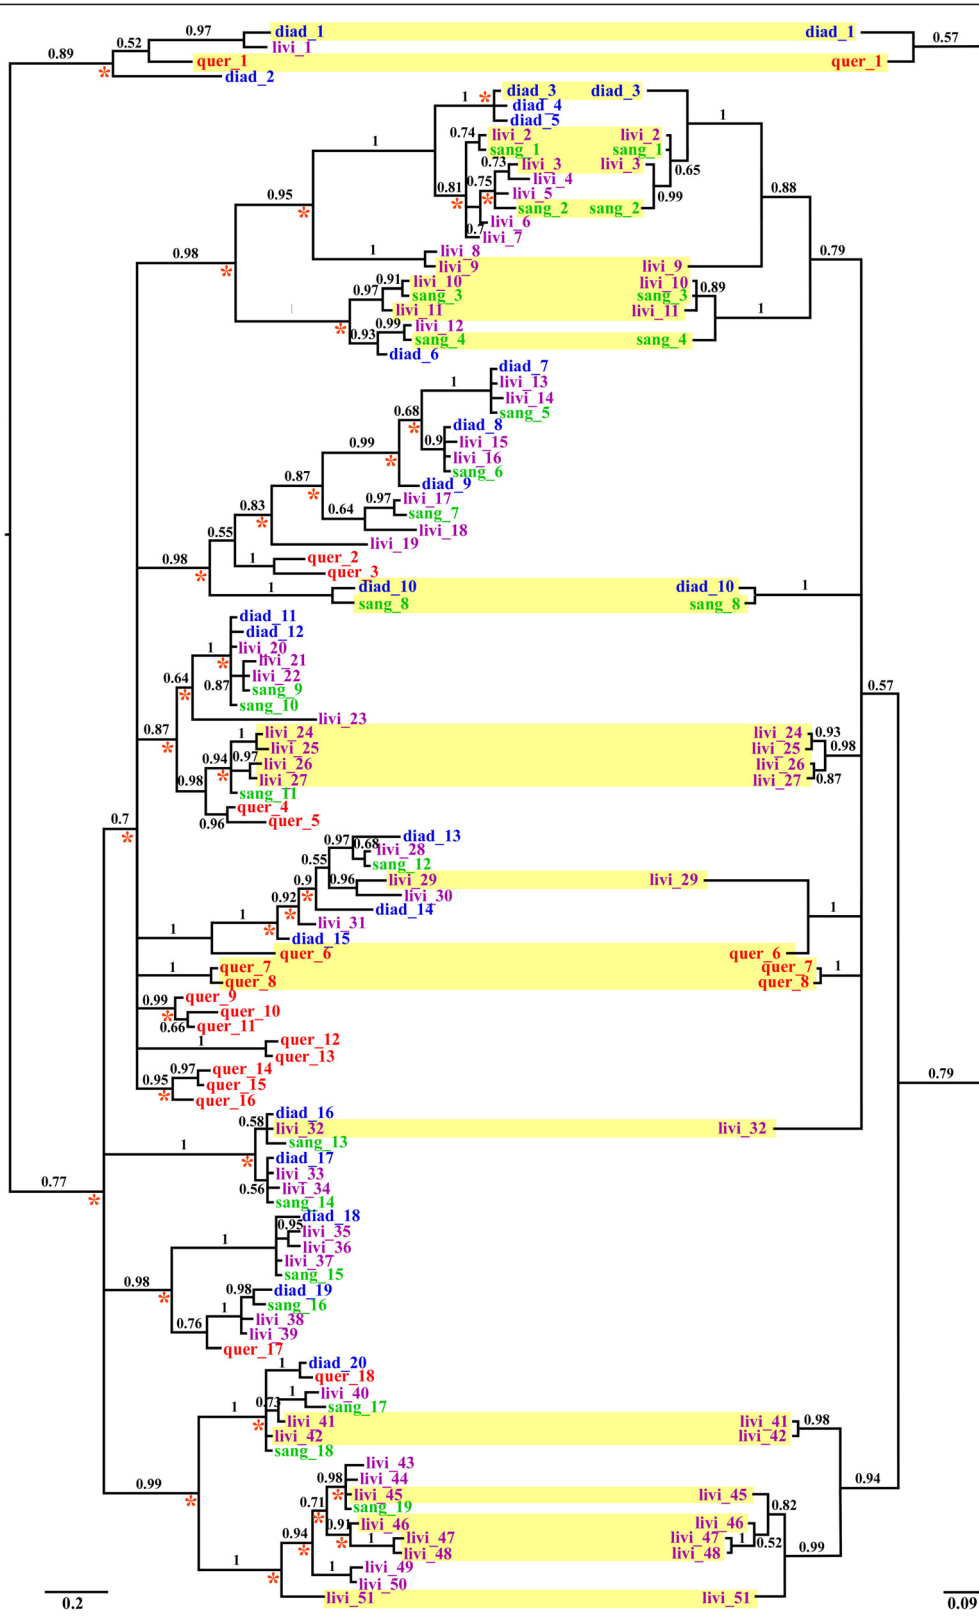 diad_1 diad_1
0.97
0.57
0.52 livi_1
0.89 quer_1 quer_1
* diad_2
diad_3 diad_3
1 * diad_4
diad_5 1
0.74 livi_2 livi_2
1 sang_1 sang_1
0.73 livi_3 livi_3 0.65
0.75 livi_4
0.81 livi_5 0.88
0.95 * * sang_2 sang_2 0.99
* livi_6
0.7 livi_7
0.98 1 livi_8 0.79
* livi_9 livi_9
0.91 livi_10 livi_10 0.89
0.97 sang_3 sang_3
livi_11 livi_11 1
* 0.99 livi_12
0.93 sang_4 sang_4
diad_6
diad_7
1 livi_13
livi_14
0.68 sang_5
* diad_8
0.99 0.9 livi_15
* livi_16
sang_6
0.87 diad_9
* 0.97 livi_17
0.83 0.64 sang_7
* livi_18
0.55 livi_19
0.98 1 quer_2
* quer_3
1 diad_10 diad_10 1
sang_8 sang_8
diad_11
diad_12
1 livi_20
* livi_21
0.64 livi_22
0.87 sang_9
* sang_10 0.57
livi_23
0.87 1 livi_24 livi_24 0.93
* livi_25 livi_25 0.98
0.94 0.97 livi_26 livi_26
* livi_27 livi_27 0.87
0.98 sang_11
quer_4
0.7 0.96 quer_5
* diad_13
0.97 0.68 livi_28
0.55 sang_12
0.9 0.96 livi_29 livi_29
* livi_30
0.92 diad_14 1
1 * livi_31
1 * diad_15
quer_6 quer_6
1 quer_7 quer_7 1
quer_8 quer_8
0.99 quer_9
* quer_10
0.66 quer_11
1 quer_12
quer_13
0.97 quer_14
0.95 quer_15 0.79
* quer_16
diad_16
0.58 livi_32 livi_32
1 sang_13
* diad_17
livi_33
0.77 0.56 livi_34
* sang_14
diad_18
0.95 livi_35
1 livi_36
livi_37
0.98 sang_15
* 0.98 diad_19
1 sang_16
0.76 livi_38
livi_39
quer_17
1 diad_20
quer_18
1 livi_40
1 0.73 sang_17
* livi_41 livi_41 0.98
livi_42 livi_42
sang_18
livi_43
0.98 livi_44 0.94
0.99 * livi_45 livi_45
* 0.71 sang_19 0.82
* 0.91 livi_46 livi_46
0.94 * 1 livi_47 livi_47 1 0.52
* livi_48 livi_48 0.99
1 1 livi_49
* livi_50
livi_51 livi_51
0.2 0.09